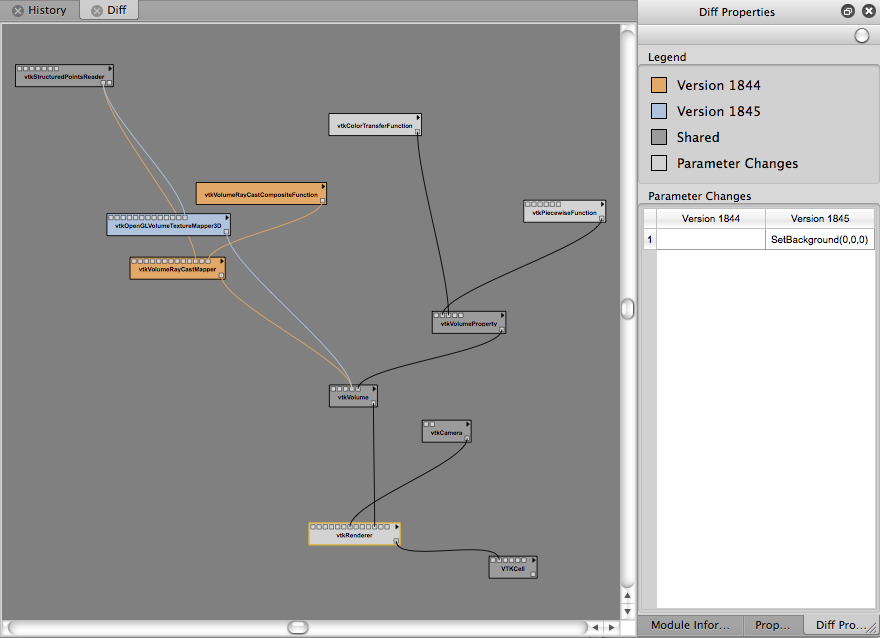 History
Diff
Diff Properties
Legend
Version 1844
Version 1845
Shared
Parameter Changes
Parameter Changes
Version 1844
Version 1845
1
SetBackground(0,0,0)
vtkStructuredPointsReader
vtkColorTransferFunction
vtkVolumeRayCastCompositeFunction
vtkPiecewiseFunction
vtkOpenGLVolumeTextureMapper3D
vtkVolumeRayCastMapper
vtkVolumeProperty
vtkVolume
vtkCamera
vtkRenderer
VTKCell
Module Infor...
Prop...
Diff Pro...